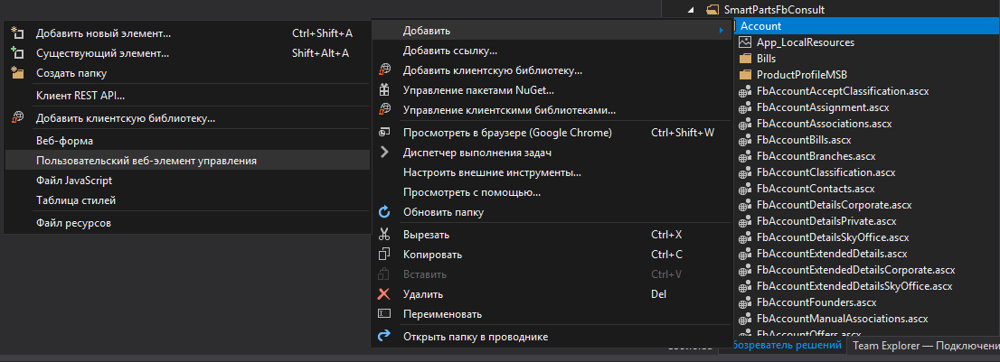 Добавить новый элемент... Ctrl+Shift+A
Существующий элемент... Shift+Alt+A
Создать папку
Клиент REST API...
Добавить клиентскую библиотеку...
Веб-форма
Пользовательский веб-элемент управления
Файл JavaScript
Таблица стилей
Файл ресурсов
Добавить
Добавить ссылку...
Добавить клиентскую библиотеку...
Управление пакетами NuGet...
Управление клиентскими библиотеками...
Просмотреть в браузере (Google Chrome) Ctrl+Shift+W
Диспетчер выполнения задач
Настроить внешние инструменты...
Просмотреть с помощью...
Обновить папку
Вырезать Ctrl+X
Копировать Ctrl+C
Вставить Ctrl+V
Удалить Del
Переименовать
Открыть папку в проводнике
SmartPartsFbConsult
Account
App_LocalResources
Bills
ProductProfileMSB
FbAccountAcceptClassification.ascx
FbAccountAssignment.ascx
FbAccountAssociations.ascx
FbAccountBills.ascx
FbAccountBranches.ascx
FbAccountClassification.ascx
FbAccountContacts.ascx
FbAccountDetailsCorporate.ascx
FbAccountDetailsPrivate.ascx
FbAccountDetailsSkyOffice.ascx
FbAccountExtendedDetails.ascx
FbAccountExtendedDetailsCorporate.ascx
FbAccountExtendedDetailsSkyOffice.ascx
FbAccountFounders.ascx
FbAccountManualAssociations.ascx
FbAccountOffers.ascx
бозреватель решений Team Explorer — Подключени